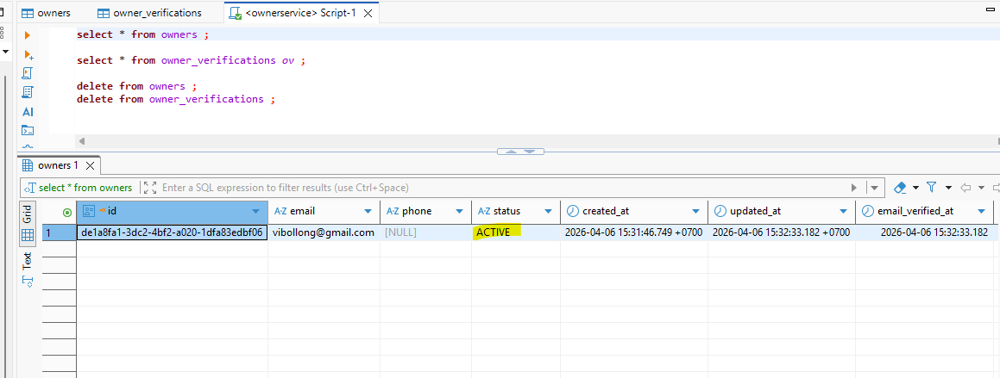 owners
owner_verifications
<ownerservice> Script-1
select * from owners ;
select * from owner_verifications ov ;
delete from owners ;
delete from owner_verifications ;
AI
owners 1
select * from owners
Enter a SQL expression to filter results (use Ctrl+Space)
Grid
Text
id A-Z email A-Z phone A-Z status created_at updated_at email_verified_at
1 de1a8fa1-3dc2-4bf2-a020-1dfa83edbf06 vibollong@gmail.com [NULL] ACTIVE 2026-04-06 15:31:46.749 +0700 2026-04-06 15:32:33.182 +0700 2026-04-06 15:32:33.182